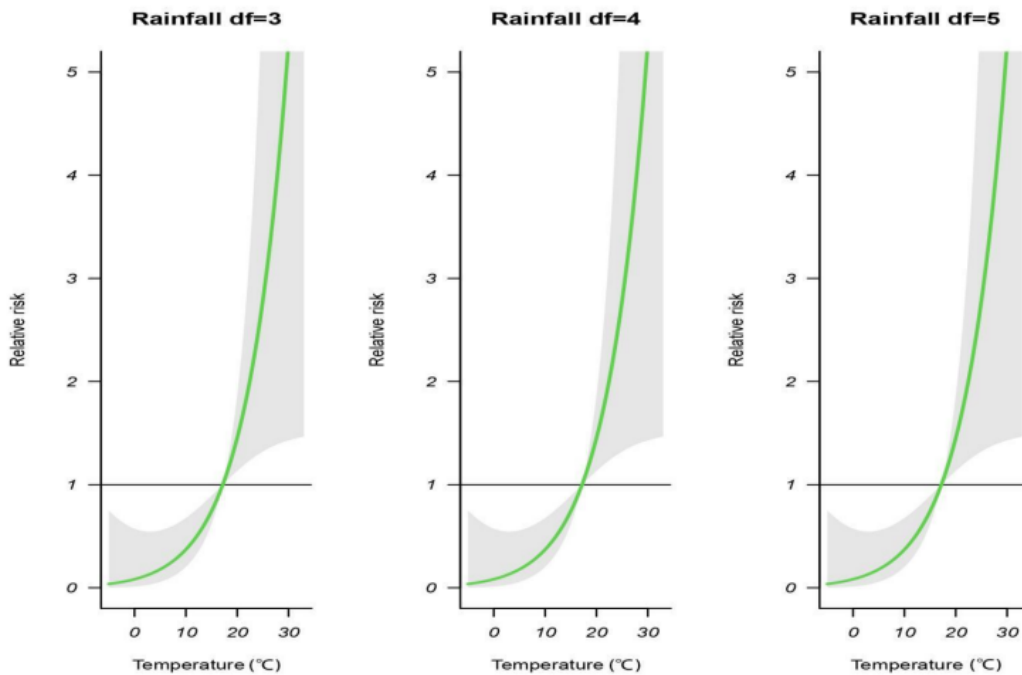 Rainfall df=3
5
4
3
2
1
0
Relative risk
0 10 20 30
Temperature (℃)
Rainfall df=4
5
4
3
2
1
0
Relative risk
0 10 20 30
Temperature (℃)
Rainfall df=5
5
4
3
2
1
0
Relative risk
0 10 20 30
Temperature (℃)